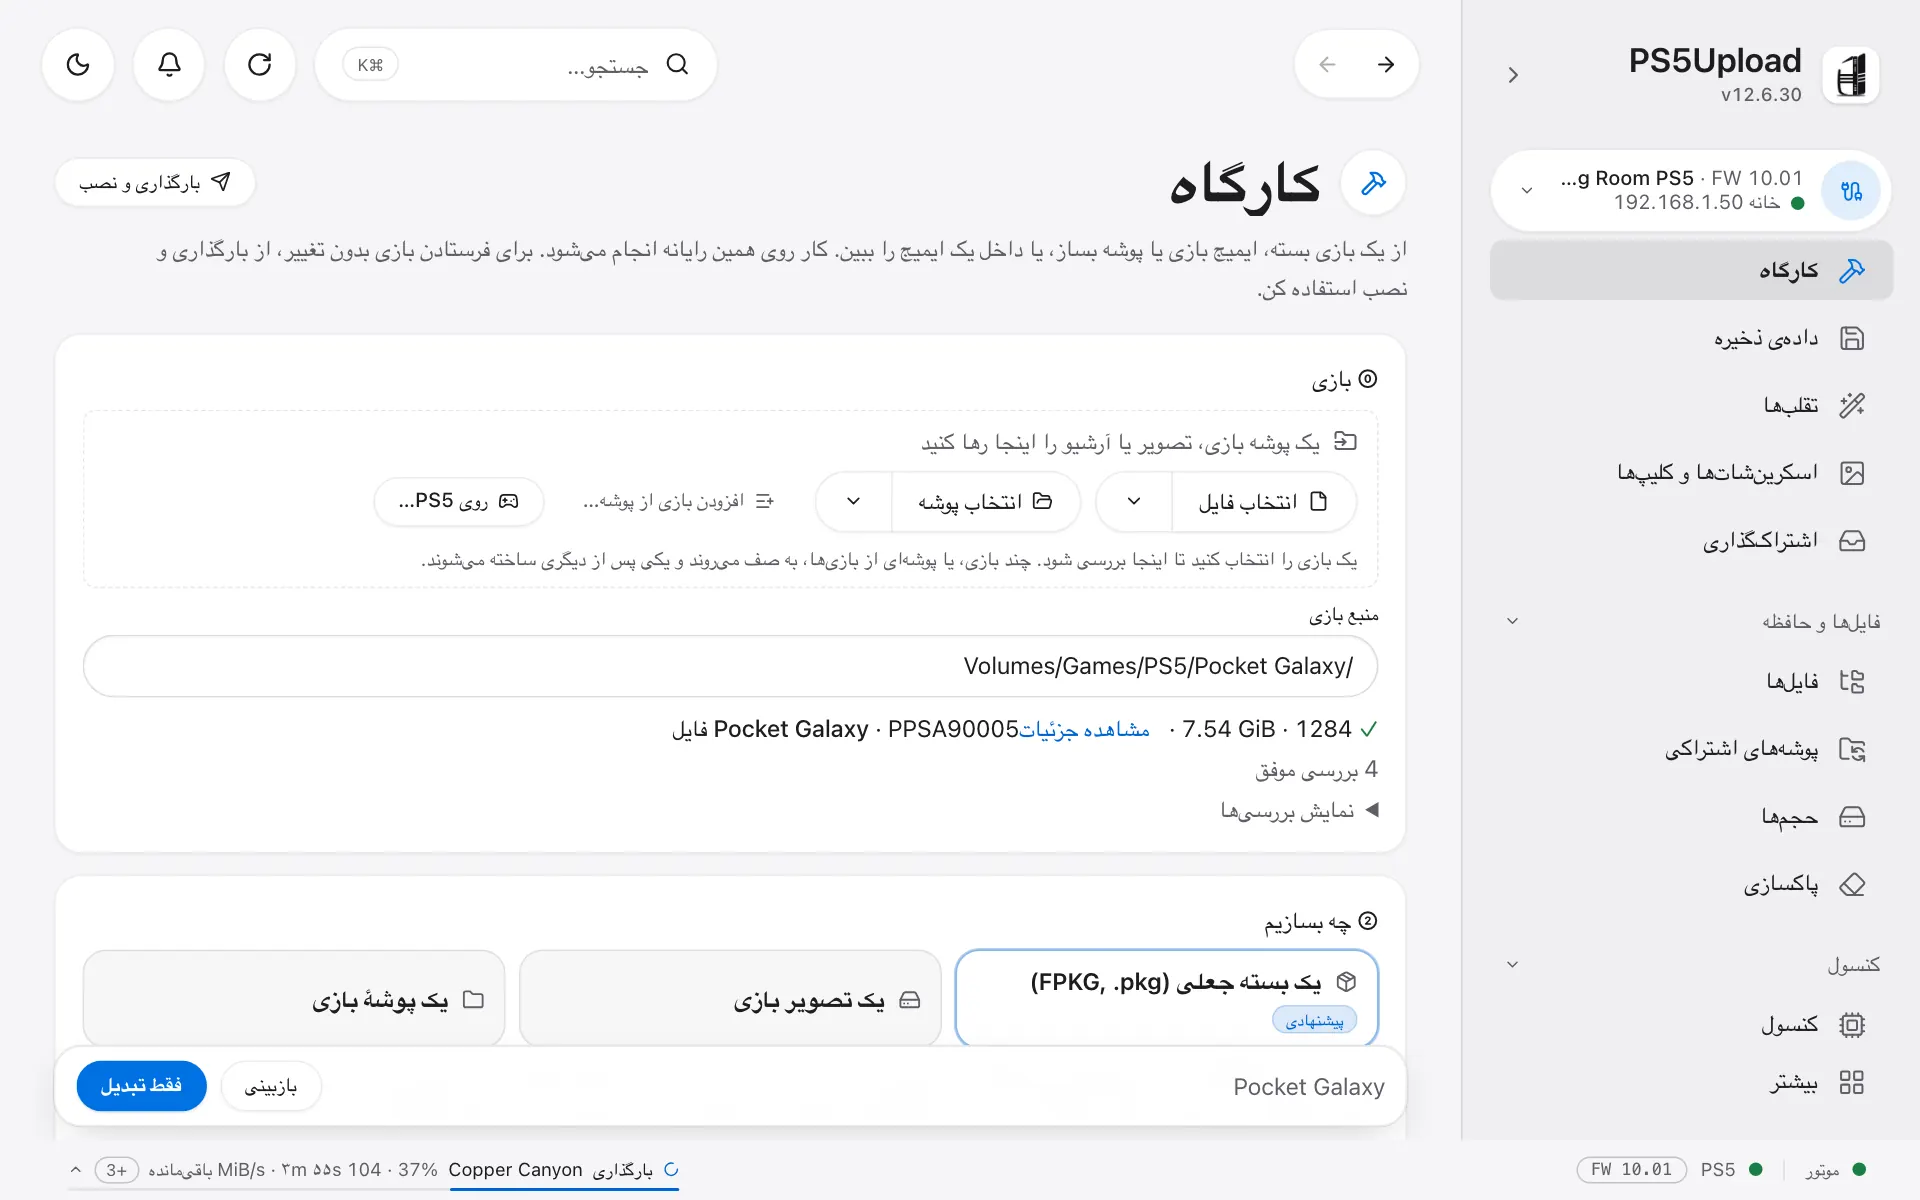 PS5Upload
v12.6.30
...g Room PS5 · FW 10.01
خانه 192.168.1.50
کارگاه
داده‌ی ذخیره
تقلب‌ها
اسکرین‌شات‌ها و کلیپ‌ها
اشتراک‌گذاری
فایل‌ها و حافظه
فایل‌ها
پوشه‌های اشتراکی
حجم‌ها
پاکسازی
کنسول
کنسول
بیشتر
موتور
PS5
FW 10.01
جستجو...
K⌘
کارگاه
بارگذاری و نصب
از یک بازی بسته، ایمیج بازی یا پوشه بساز، یا داخل یک ایمیج را ببین. کار روی همین رایانه انجام می‌شود. برای فرستادن بازی بدون تغییر، از بارگذاری و
نصب استفاده کن.
0 بازی
یک پوشه بازی، تصویر یا آرشیو را اینجا رها کنید
انتخاب فایل
انتخاب پوشه
افزودن بازی از پوشه...
روی PS5...
یک بازی را انتخاب کنید تا اینجا بررسی شود. چند بازی، یا پوشه‌ای از بازی‌ها، به صف می‌روند و یکی پس از دیگری ساخته می‌شوند.
منبع بازی
Volumes/Games/PS5/Pocket Galaxy/
فایل Pocket Galaxy · PPSA90005 مشاهده جزئیات · 7.54 GiB · 1284 ✓
4 بررسی موفق
نمایش بررسی‌ها
2 چه بسازیم
یک بسته جعلی (FPKG, .pkg)
پیشنهادی
یک تصویر بازی
یک پوشهٔ بازی
Pocket Galaxy
بازبینی
فقط تبدیل
بارگذاری Copper Canyon
37% · 104 MiB/s · ۳m ۵۵s باقی‌مانده
3+